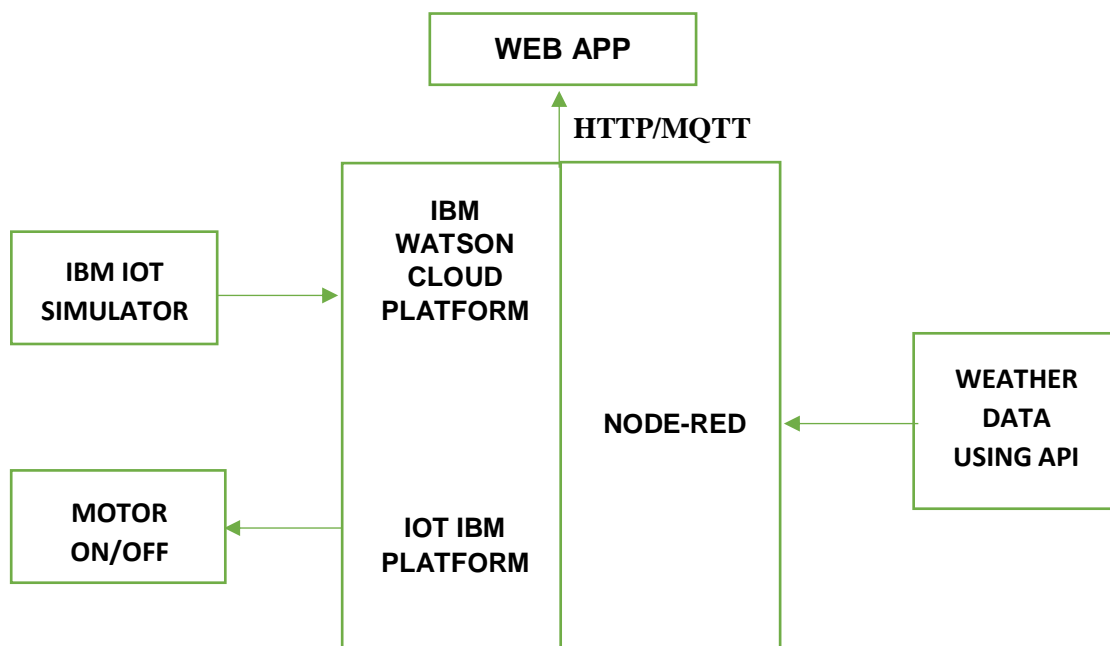 WEB APP
HTTP/MQTT
IBM
WATSON
CLOUD
PLATFORM
IBM IOT
SIMULATOR
WEATHER
DATA
USING API
NODE-RED
MOTOR
ON/OFF
IOT IBM
PLATFORM